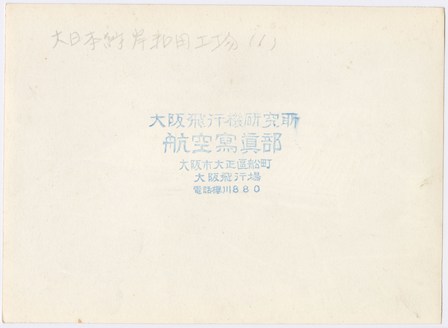 大日本紡岸和田工場(1)
大阪飛行機研究所
航空寫眞部
大阪市大正區船町
大阪飛行場
電話櫻川880